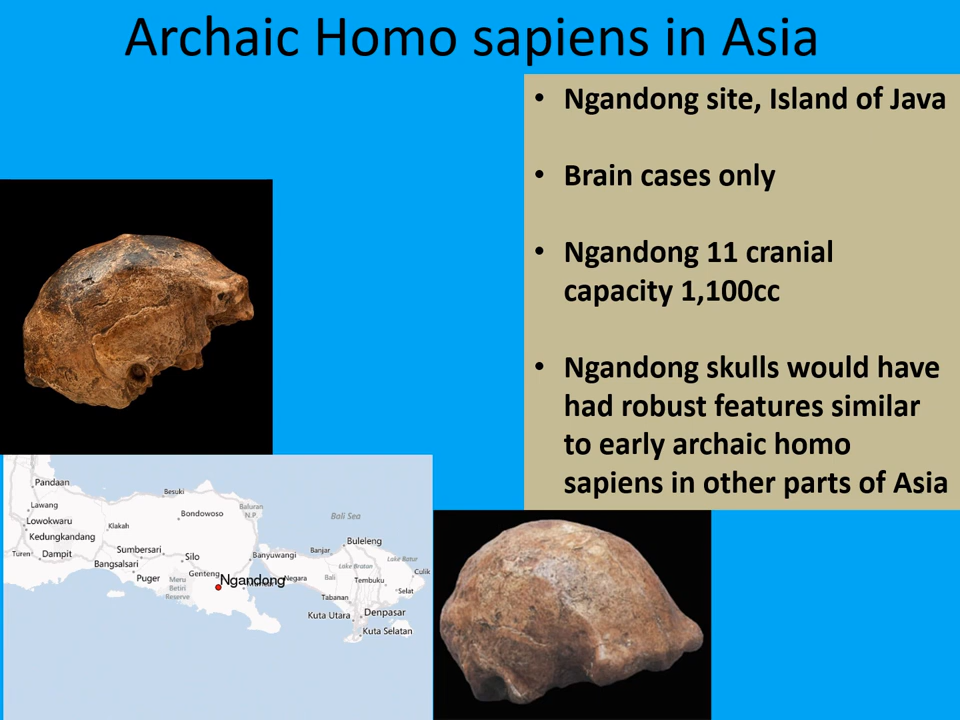 Archaic Homo sapiens in Asia
• Ngandong site, Island of Java
• Brain cases only
• Ngandong 11 cranial
capacity 1,100cc
• Ngandong skulls would have
had robust features similar
to early archaic homo
sapiens in other parts of Asia
Pandaan
Lawang
Lowokwaru
Kedungkandang
Turen
Dampit
Besuki
Bondowoso
Baluran
N.P.
Klakah
Sumbersari
Silo
Bangsalsari
Puger
Genteng
Meru
Betiri
Reserve
Ngandong
Banyuwangi
Bali Sea
Banjar
Buleleng
Lake Batur
Lake Bratan
Negara
Bali
Tembuku
Culik
Selat
Tabanan
Kuta Utara
Denpasar
Kuta Selatan